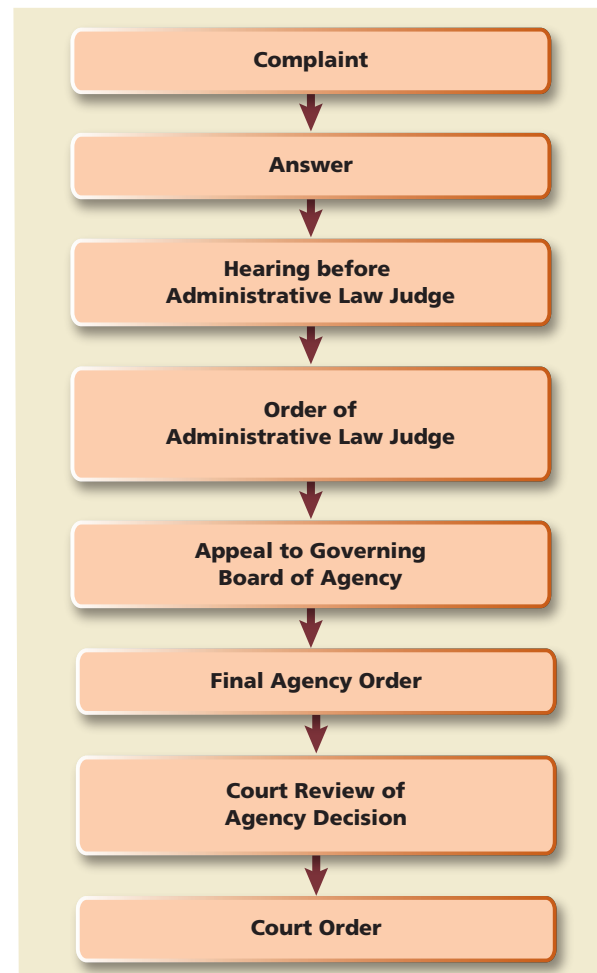 Complaint
Answer
Hearing before
Administrative Law Judge
Order of
Administrative Law Judge
Appeal to Governing
Board of Agency
Final Agency Order
Court Review of
Agency Decision
Court Order